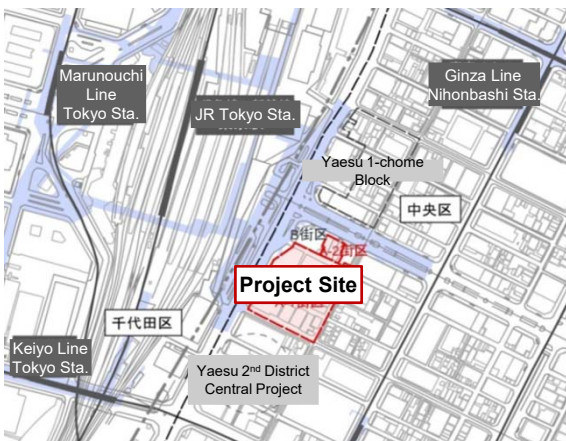 Marunouchi
Line
Tokyo Sta.
JR Tokyo Sta.
Ginza Line
Nihonbashi Sta.
Yaesu 1-chome
Block
中央区
B街区
A-2街区
Project Site
千代田区
Keiyo Line
Tokyo Sta.
Yaesu 2nd District
Central Project